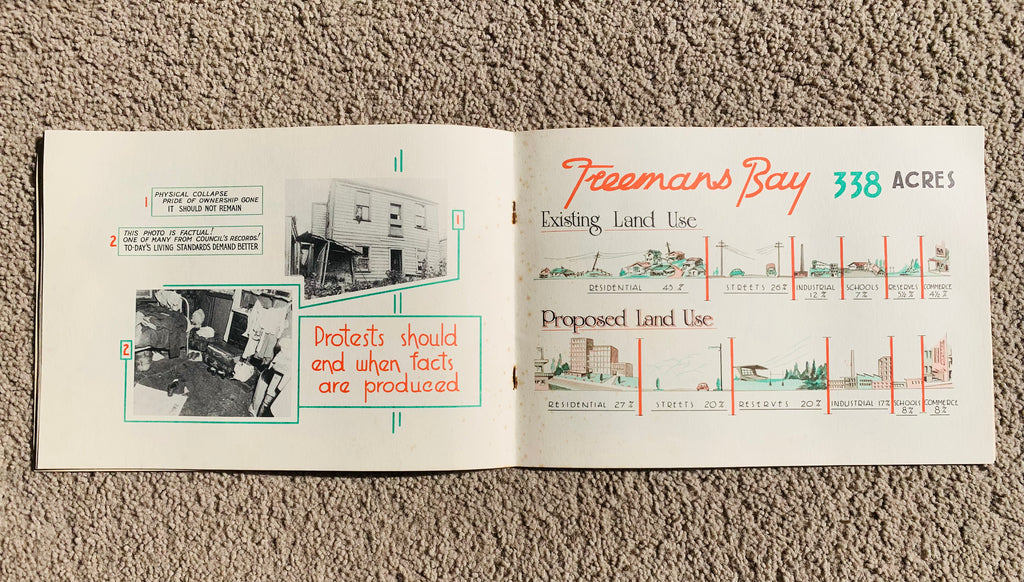 1
PHYSICAL COLLAPSE
PRIDE OF OWNERSHIP GONE
IT SHOULD NOT REMAIN
2
THIS PHOTO IS FACTUAL!
ONE OF MANY FROM COUNCIL'S RECORDS!
TO-DAY'S LIVING STANDARDS DEMAND BETTER
1
2
Protests should
end when facts
are produced
Freemans Bay 338 ACRES
Existing Land Use
RESIDENTIAL 45% STREETS 26% INDUSTRIAL 12% SCHOOLS 7% RESERVES 5½% COMMERCE 4½%
Proposed Land Use
RESIDENTIAL 27% STREETS 20% RESERVES 20% INDUSTRIAL 17% SCHOOLS 8% COMMERCE 8%